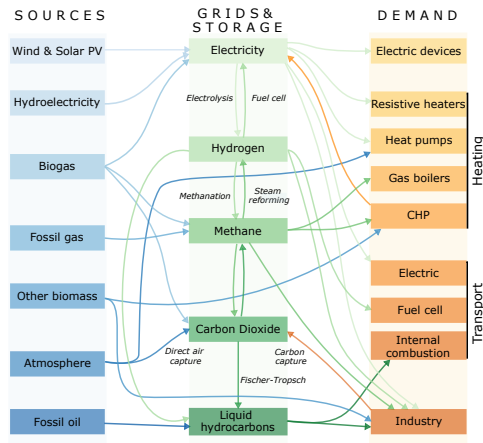 SOURCES
GRIDS&
STORAGE
DEMAND
Wind & Solar PV
Electricity
Electric devices
Hydroelectricity
Electrolysis
Fuel cell
Resistive heaters
Heat pumps
Hydrogen
Biogas
Gas boilers
Methanation
Steam
reforming
CHP
Heating
Fossil gas
Methane
Electric
Other biomass
Fuel cell
Carbon Dioxide
Internal
combustion
Transport
Atmosphere
Direct air
capture
Carbon
capture
Fischer-Tropsch
Fossil oil
Liquid
hydrocarbons
Industry